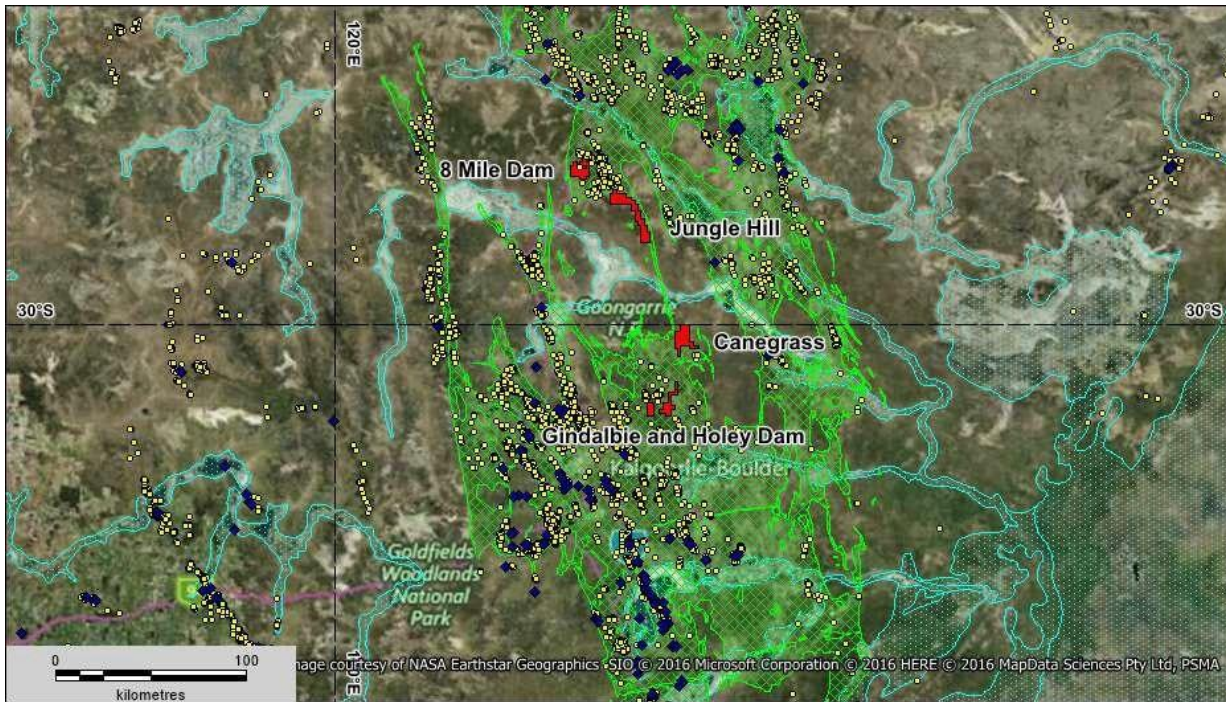 120°E
8 Mile Dam
Jungle Hill
30°S
Goongarrie
N.P.
30°S
Canegrass
Gindalbie and Holey Dam
Kalgoorlie-Boulder
Goldfields
Woodlands
National
Park
120°E
0 100
kilometres
mage courtesy of NASA Earthstar Geographics SIO © 2016 Microsoft Corporation © 2016 HERE © 2016 MapData Sciences Pty Ltd, PSMA